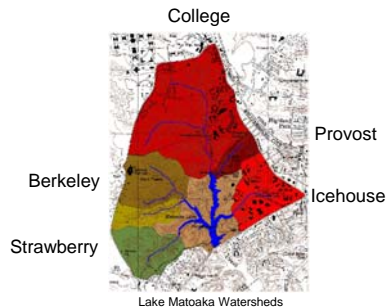 College
Provost
Berkeley
Icehouse
Strawberry
Lake Matoaka Watersheds